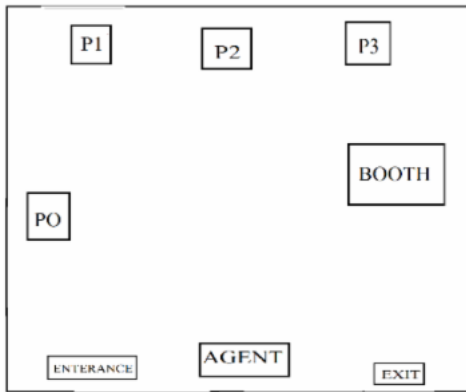 P1
P2
P3
BOOTH
PO
ENTERANCE
AGENT
EXIT